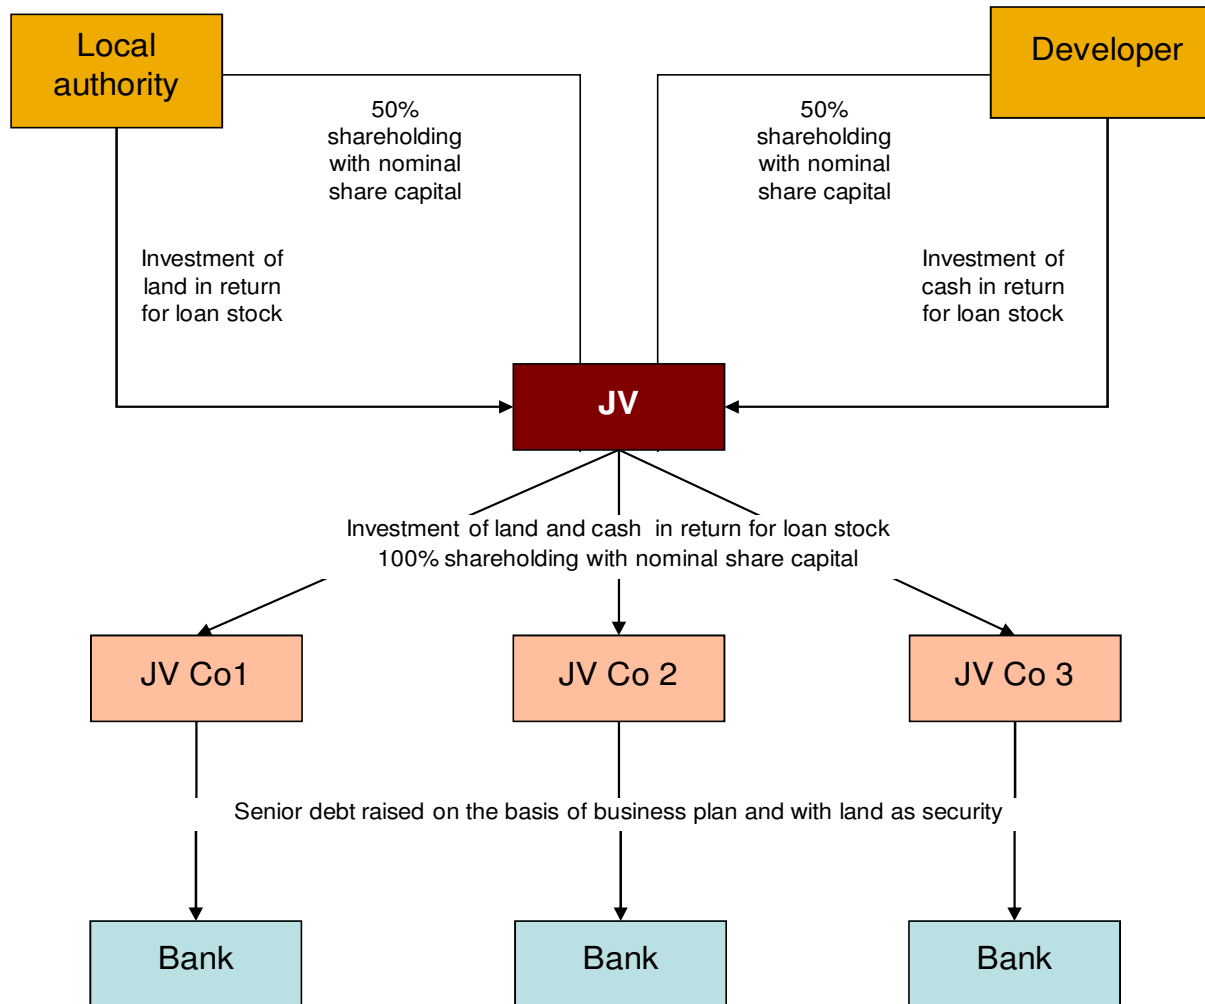 Local
authority
Developer
50%
shareholding
with nominal
share capital
50%
shareholding
with nominal
share capital
Investment of
land in return
for loan stock
Investment of
cash in return
for loan stock
JV
Investment of land and cash in return for loan stock
100% shareholding with nominal share capital
JV Co1
JV Co 2
JV Co 3
Senior debt raised on the basis of business plan and with land as security
Bank
Bank
Bank